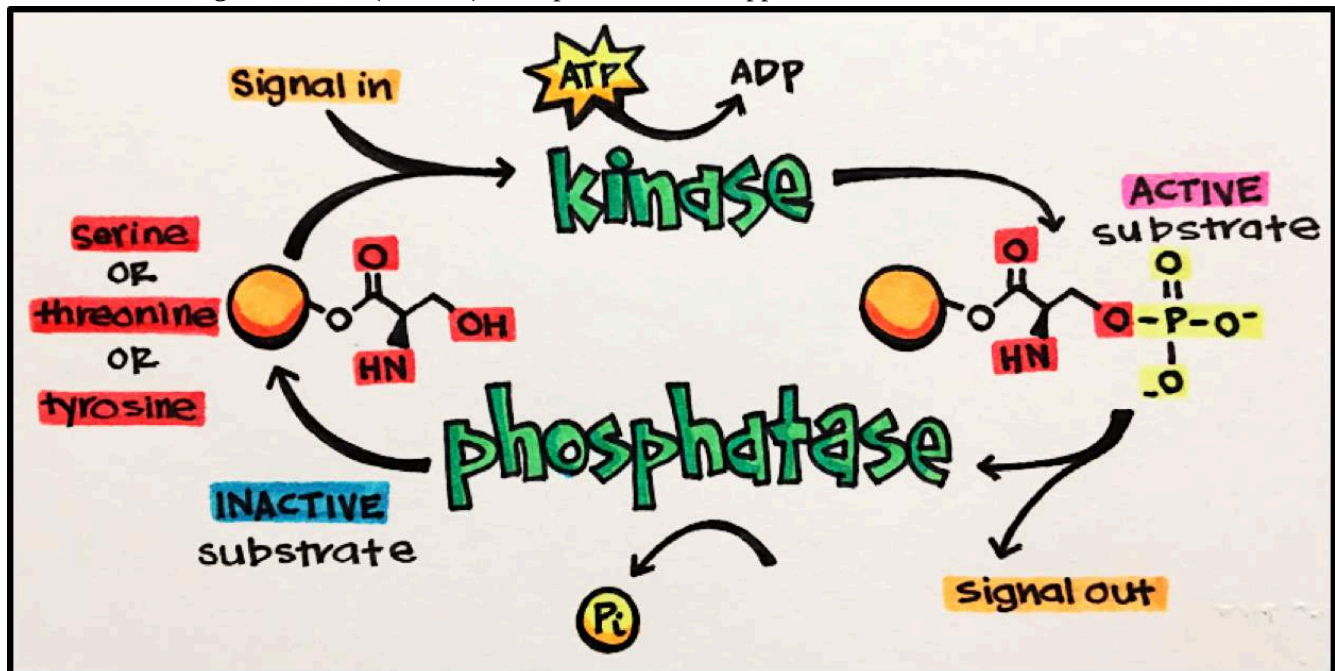 Signal in
ATP
ADP
kinase
ACTIVE
substrate
serine
OR
threonine
OR
tyrosine
O
O
OH
HN
O
O
HN
O
O
P
O-
-O
phosphatase
INACTIVE
substrate
Pi
signal out